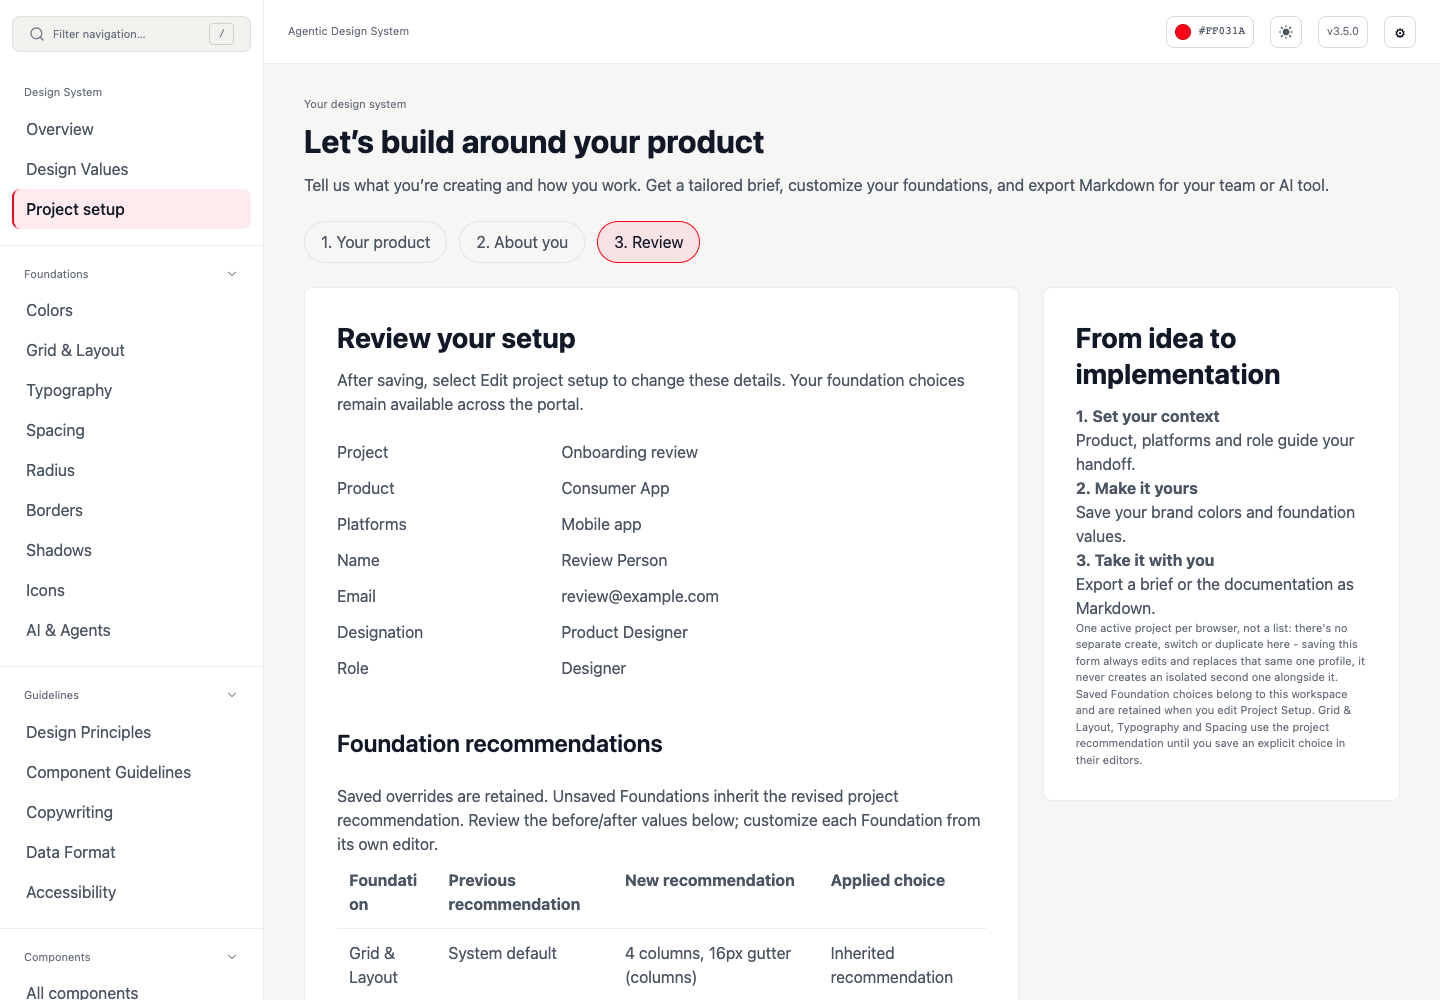 Filter navigation...
/
Design System
Overview
Design Values
Project setup
Foundations
Colors
Grid & Layout
Typography
Spacing
Radius
Borders
Shadows
Icons
AI & Agents
Guidelines
Design Principles
Component Guidelines
Copywriting
Data Format
Accessibility
Components
All components
Agentic Design System
#FF031A
v3.5.0
Your design system
Let’s build around your product
Tell us what you’re creating and how you work. Get a tailored brief, customize your foundations, and export Markdown for your team or AI tool.
1. Your product
2. About you
3. Review
Review your setup
After saving, select Edit project setup to change these details. Your foundation choices
remain available across the portal.
Project Onboarding review
Product Consumer App
Platforms Mobile app
Name Review Person
Email review@example.com
Designation Product Designer
Role Designer
Foundation recommendations
Saved overrides are retained. Unsaved Foundations inherit the revised project
recommendation. Review the before/after values below; customize each Foundation from
its own editor.
Foundati Previous New recommendation Applied choice
on recommendation
Grid & System default 4 columns, 16px gutter Inherited
Layout (columns) recommendation
From idea to
implementation
1. Set your context
Product, platforms and role guide your
handoff.
2. Make it yours
Save your brand colors and foundation
values.
3. Take it with you
Export a brief or the documentation as
Markdown.
One active project per browser, not a list: there's no
separate create, switch or duplicate here - saving this
form always edits and replaces that same one profile, it
never creates an isolated second one alongside it.
Saved Foundation choices belong to this workspace
and are retained when you edit Project Setup. Grid &
Layout, Typography and Spacing use the project
recommendation until you save an explicit choice in
their editors.